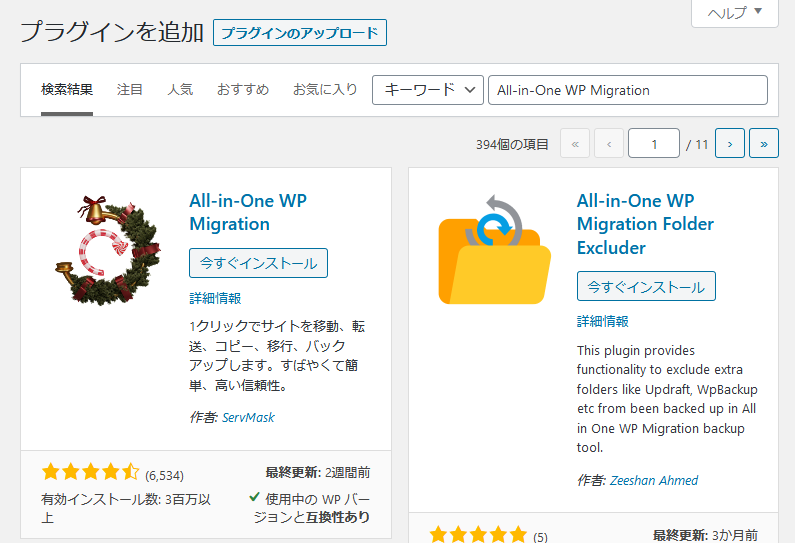 ヘルプ
プラグインを追加 プラグインのアップロード
検索結果 注目 人気 おすすめ お気に入り キーワード All-in-One WP Migration
394個の項目 « ‹ 1 / 11 › »
All-in-One WP
Migration
今すぐインストール
詳細情報
1クリックでサイトを移動、転
送、コピー、移行、バック
アップします。すばやくて簡
単、高い信頼性。
作者: ServMask
(6,534)
有効インストール数: 3百万以
上
最終更新: 2週間前
使用中の WP バー
ジョンと互換性あり
All-in-One WP
Migration Folder
Excluder
今すぐインストール
詳細情報
This plugin provides
functionality to exclude extra
folders like Updraft, WpBackup
etc from been backed up in All
in One WP Migration backup
tool.
作者: Zeeshan Ahmed
(5)
最終更新: 3か月前